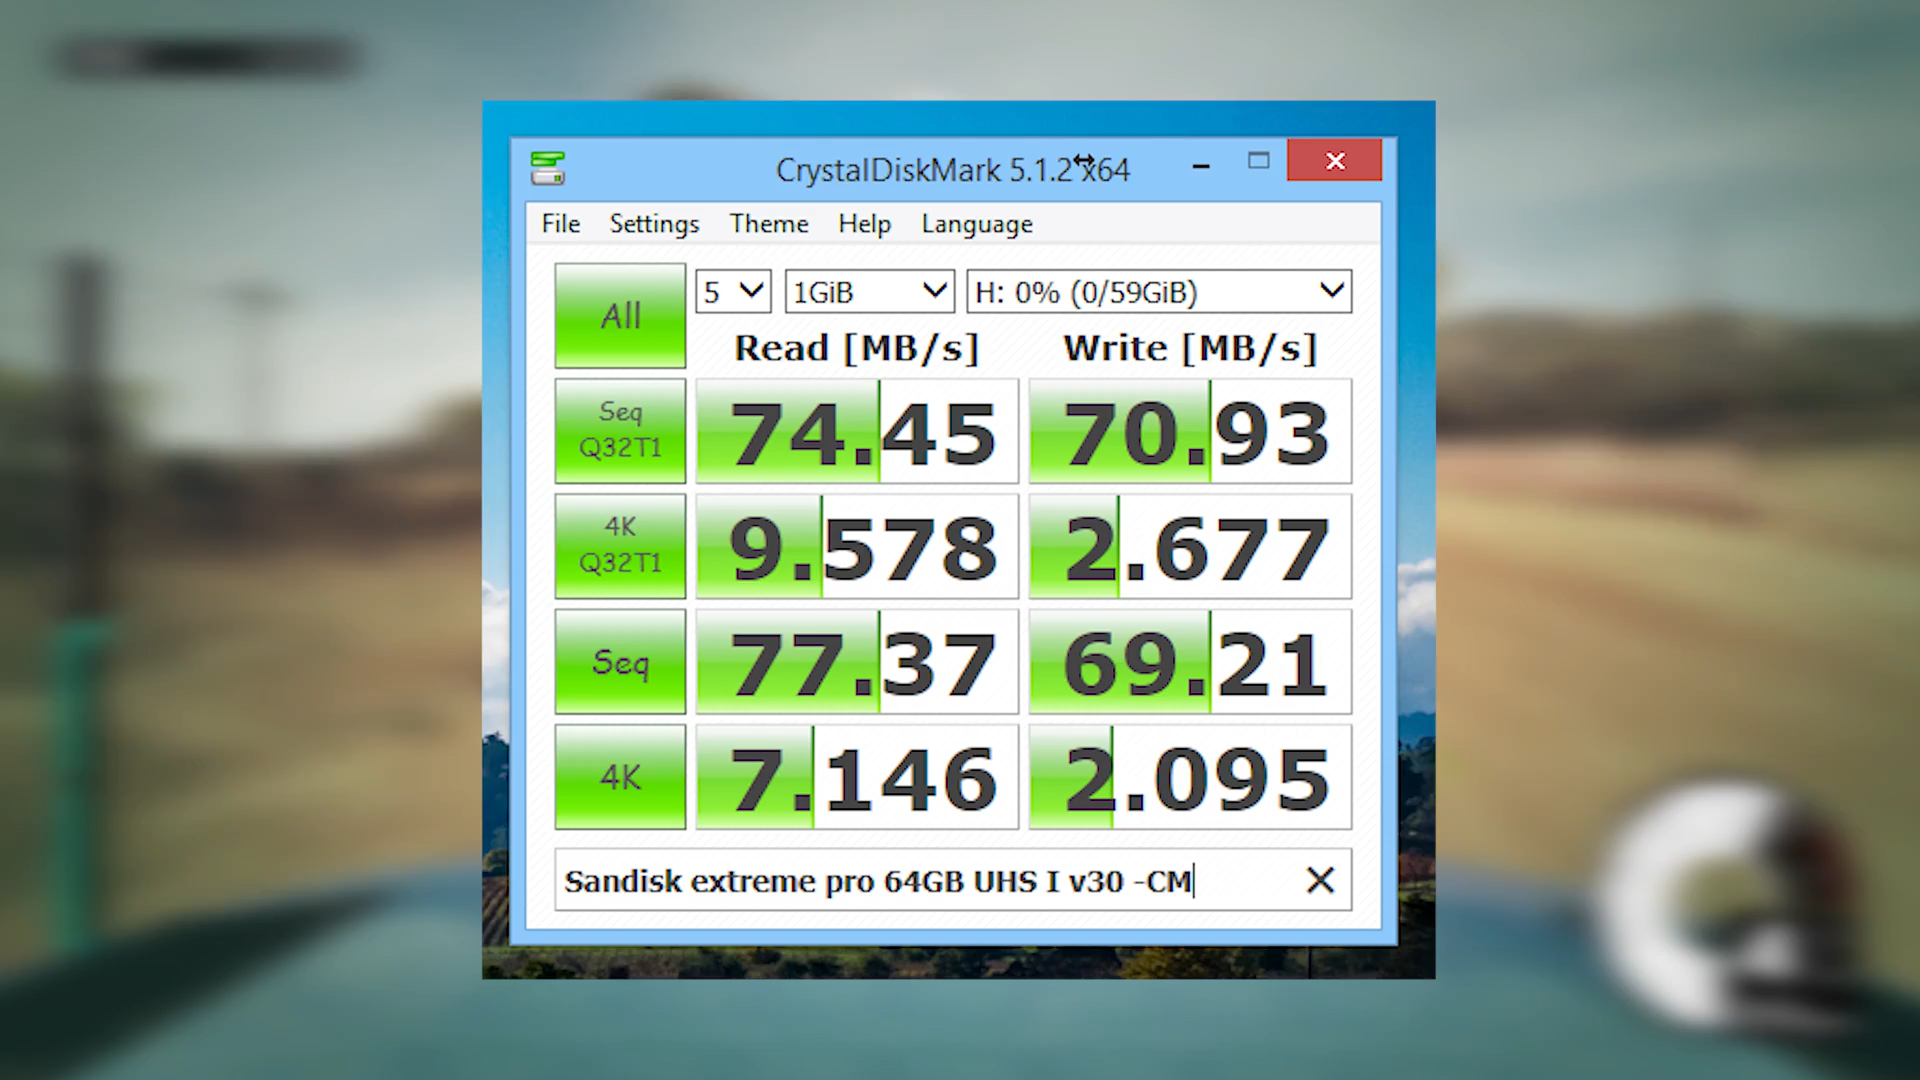 CrystalDiskMark 5.1.2 x64
File Settings Theme Help Language
All 5 1GiB H: 0% (0/59GiB)
Read [MB/s] Write [MB/s]
Seq Q32T1 74.45 70.93
4K Q32T1 9.578 2.677
Seq 77.37 69.21
4K 7.146 2.095
Sandisk extreme pro 64GB UHS I v30 -CM